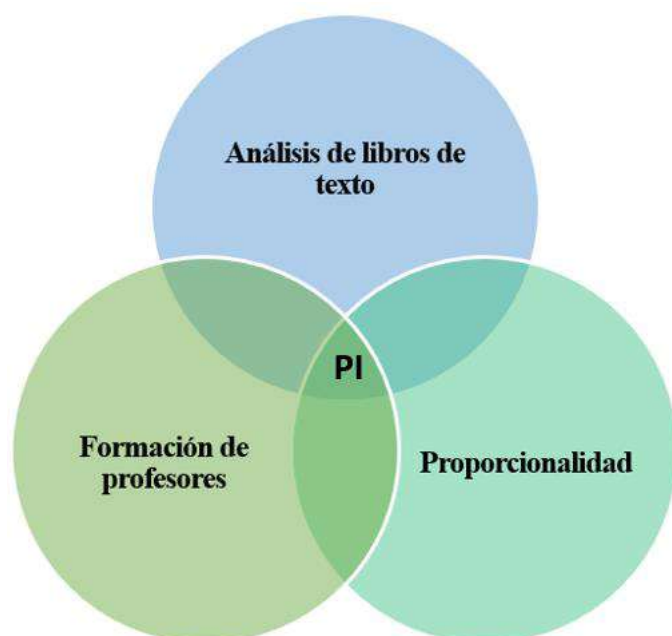 Análisis de libros de
texto
PI
Formación de
profesores
Proporcionalidad